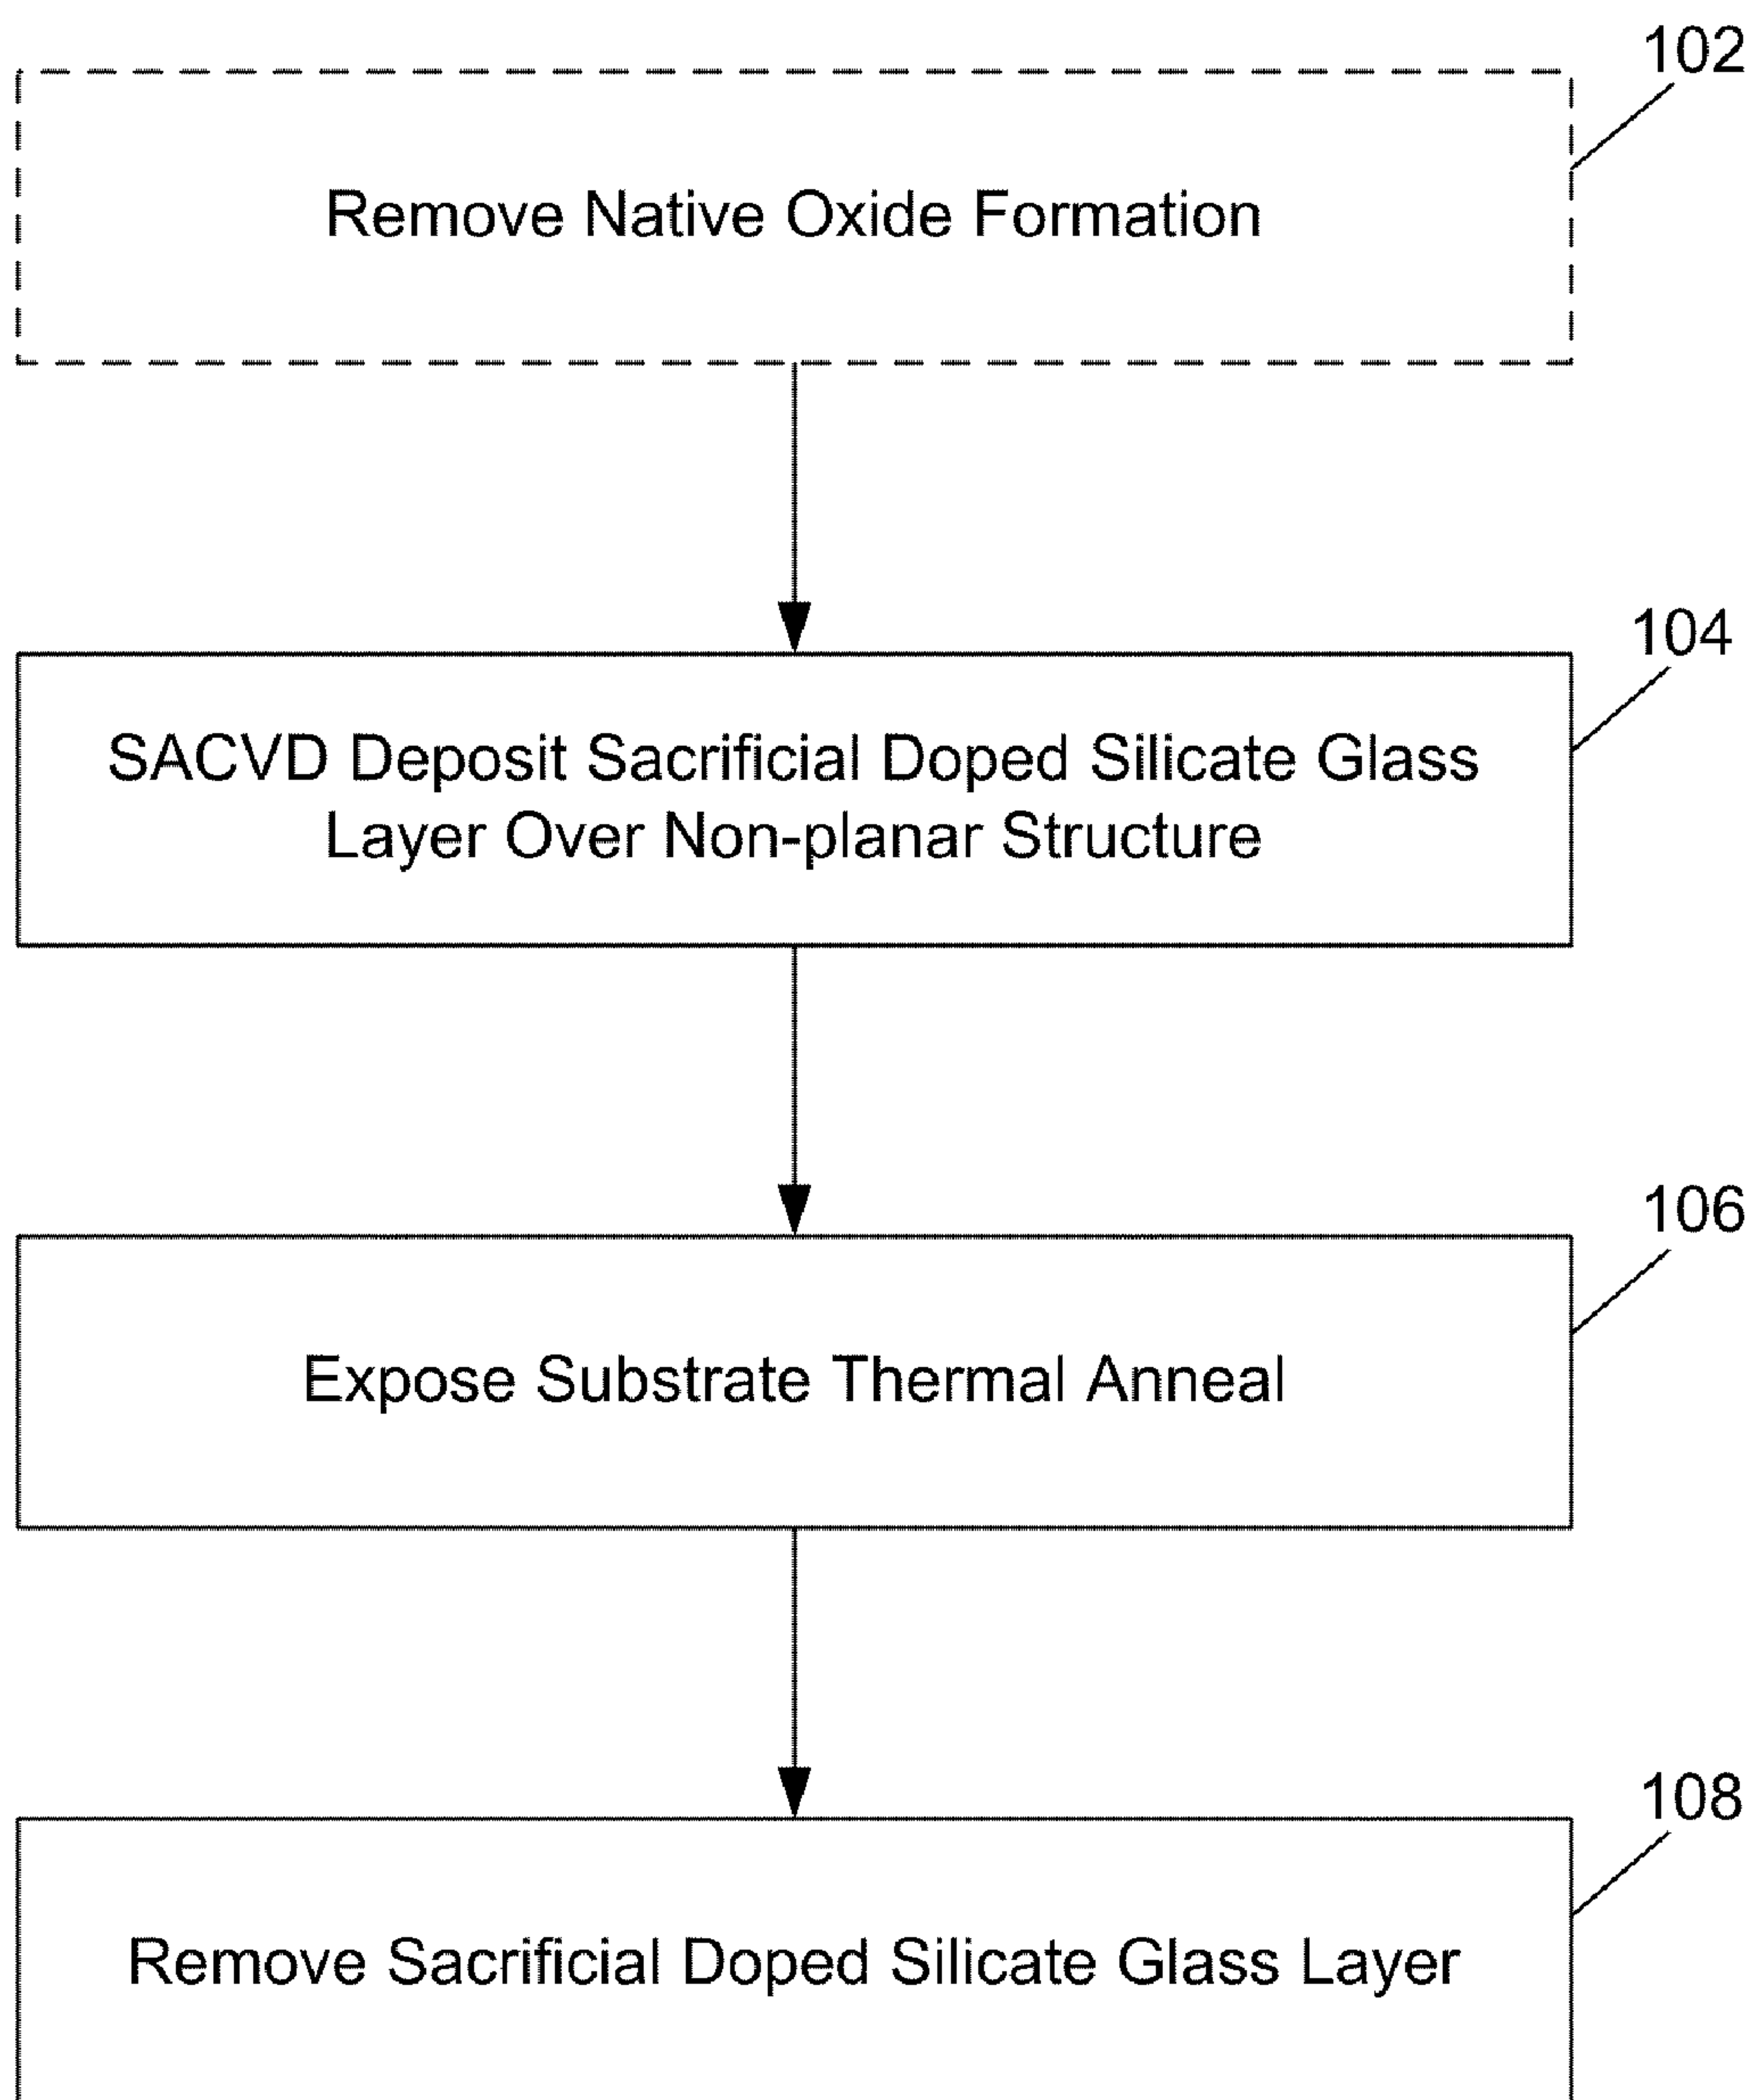 102
Remove Native Oxide Formation
104
SACVD Deposit Sacrificial Doped Silicate Glass
Layer Over Non-planar Structure
106
Expose Substrate Thermal Anneal
108
Remove Sacrificial Doped Silicate Glass Layer